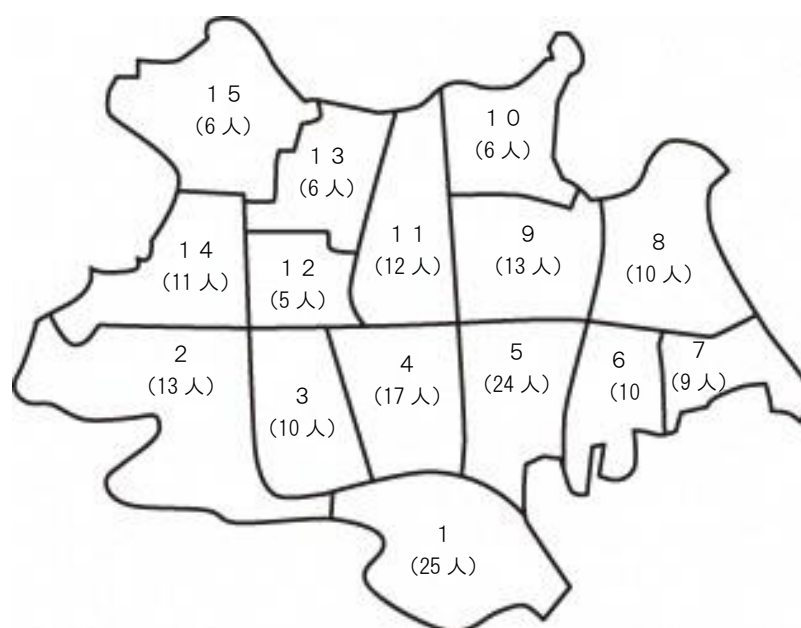 １５
（6 人）
１０
（6 人）
１３
（6 人）
１４
（11 人）
１２
（5 人）
１１
（12 人）
９
（13 人）
８
（10 人）
２
（13 人）
３
（10 人）
４
（17 人）
５
（24 人）
６
（10
７
（9 人）
１
（25 人）